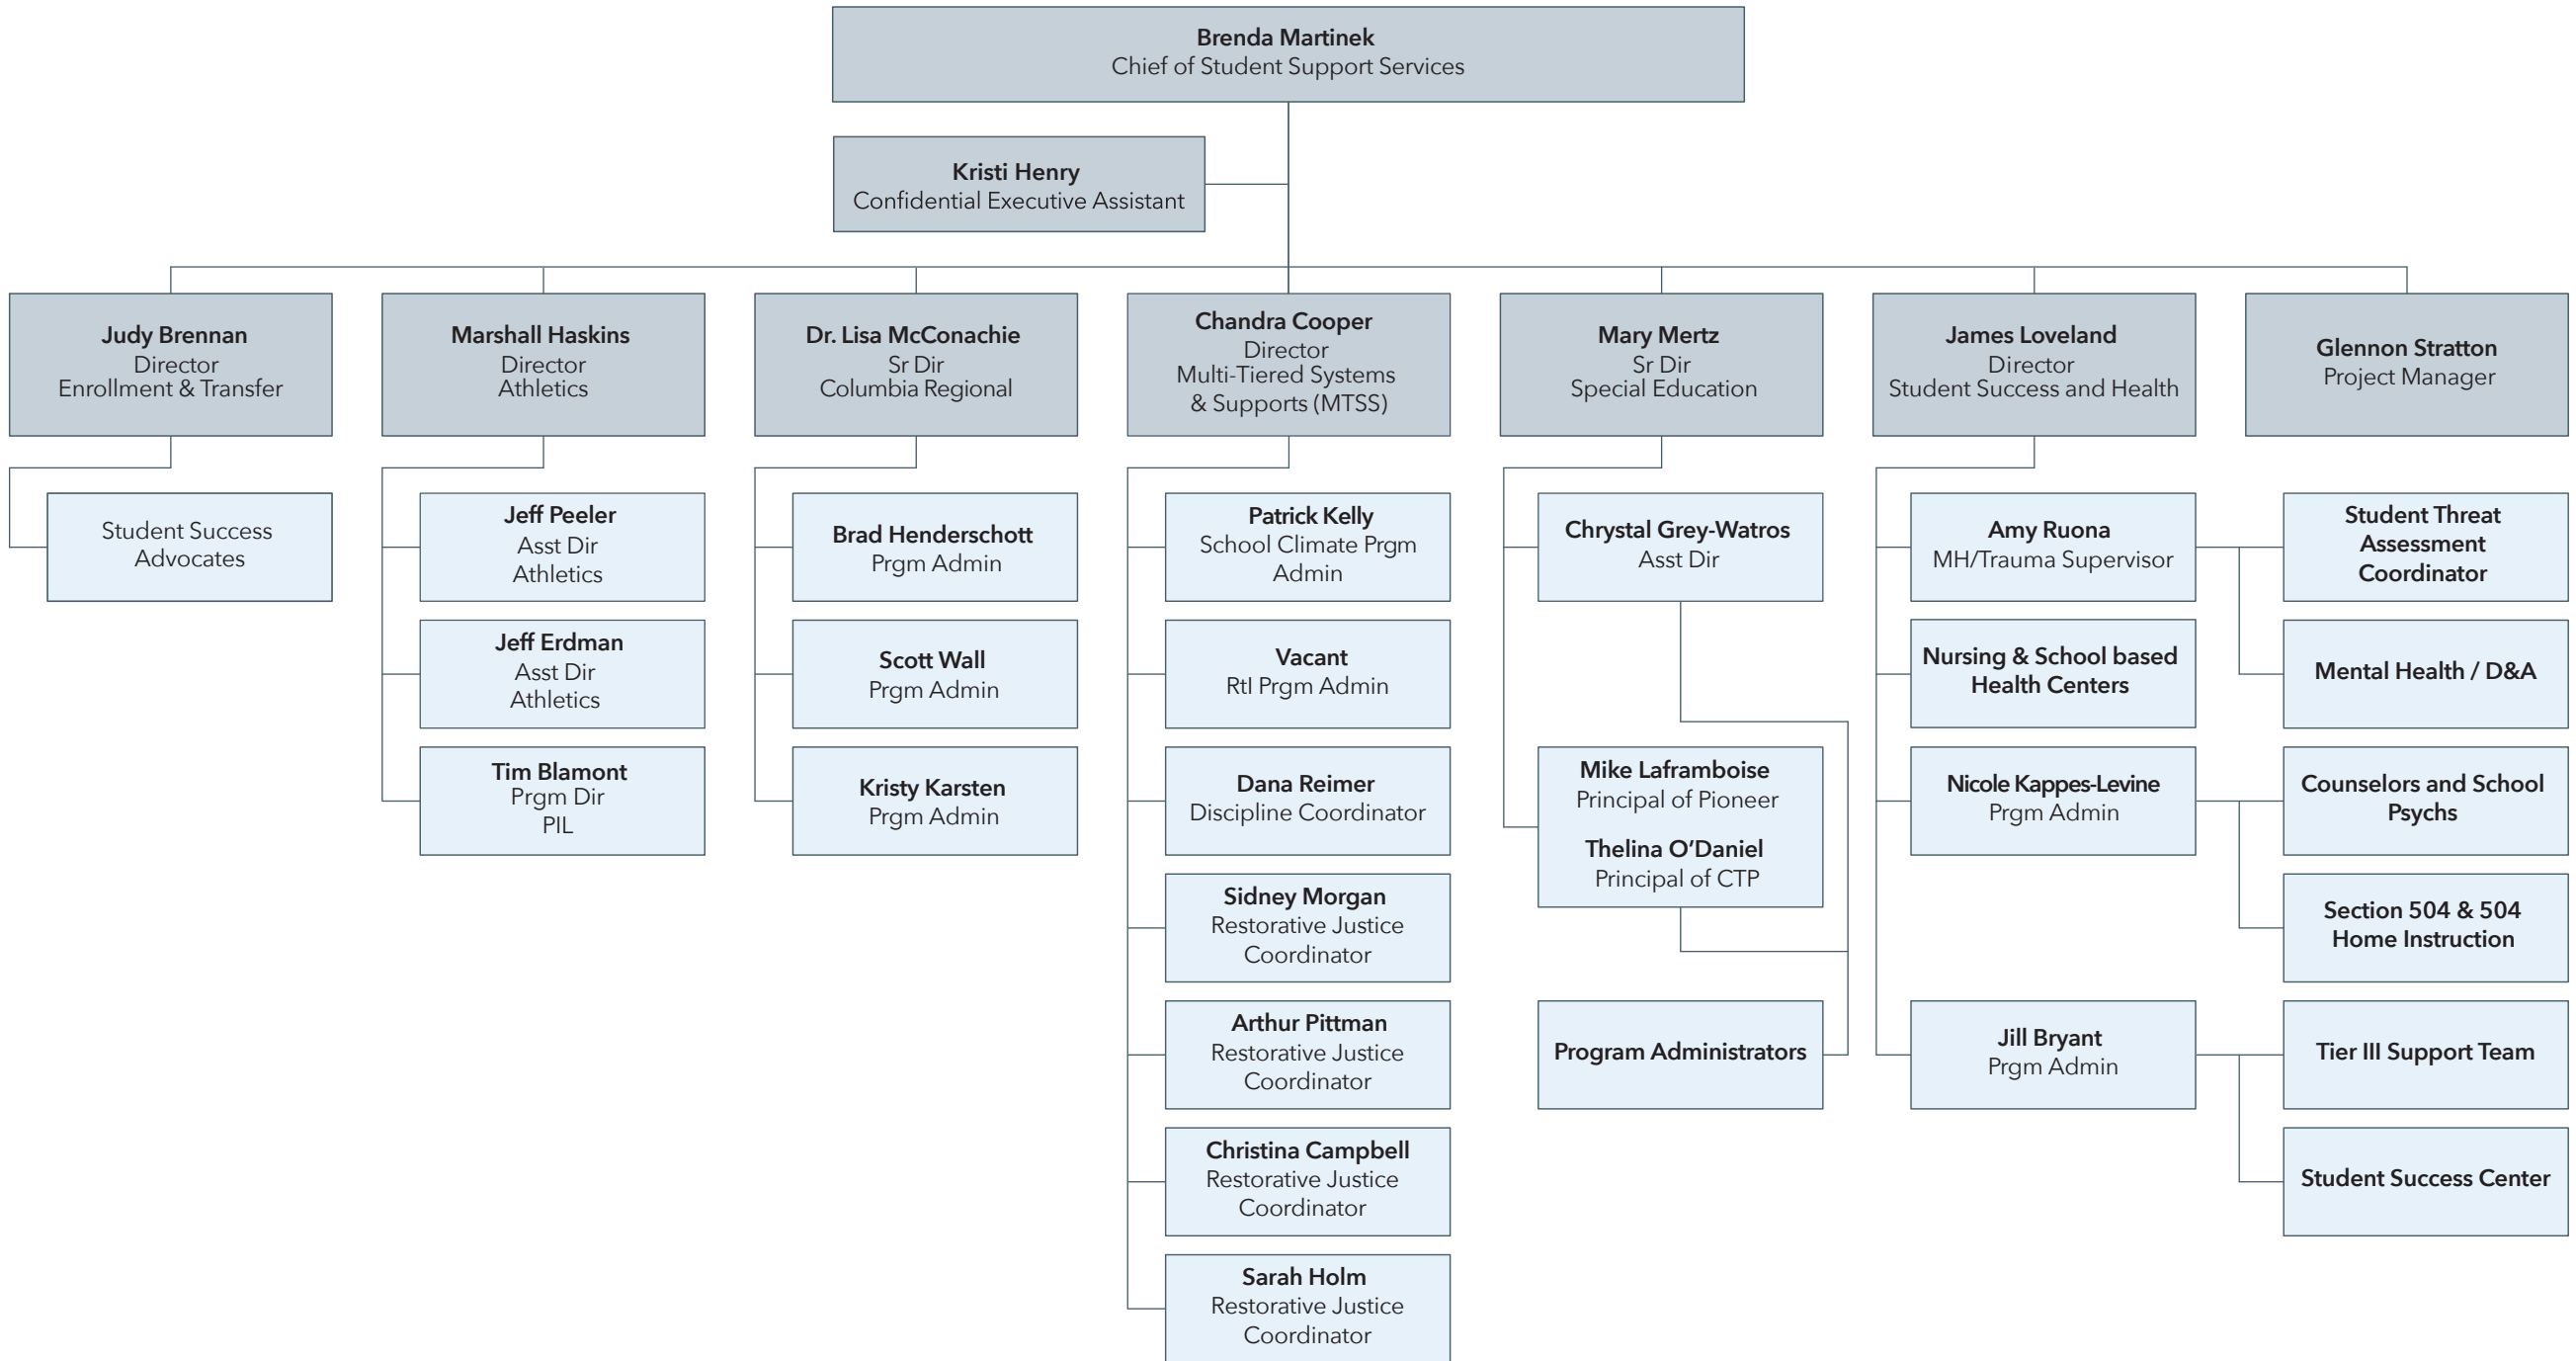 Brenda Martinek
Chief of Student Support Services
Kristi Henry
Confidential Executive Assistant
Judy Brennan
Director
Enrollment & Transfer
Marshall Haskins
Director
Athletics
Dr. Lisa McConachie
Sr Dir
Columbia Regional
Chandra Cooper
Director
Multi-Tiered Systems
& Supports (MTSS)
Mary Mertz
Sr Dir
Special Education
James Loveland
Director
Student Success and Health
Glennon Stratton
Project Manager
Student Success
Advocates
Jeff Peeler
Asst Dir
Athletics
Jeff Erdman
Asst Dir
Athletics
Tim Blamont
Prgm Dir
PIL
Brad Henderschott
Prgm Admin
Scott Wall
Prgm Admin
Kristy Karsten
Prgm Admin
Patrick Kelly
School Climate Prgm
Admin
Vacant
RtI Prgm Admin
Dana Reimer
Discipline Coordinator
Sidney Morgan
Restorative Justice
Coordinator
Arthur Pittman
Restorative Justice
Coordinator
Christina Campbell
Restorative Justice
Coordinator
Sarah Holm
Restorative Justice
Coordinator
Chrystal Grey-Watros
Asst Dir
Mike Laframboise
Principal of Pioneer
Thelina O’Daniel
Principal of CTP
Program Administrators
Amy Ruona
MH/Trauma Supervisor
Nursing & School based
Health Centers
Nicole Kappes-Levine
Prgm Admin
Jill Bryant
Prgm Admin
Student Threat
Assessment
Coordinator
Mental Health / D&A
Counselors and School
Psychs
Section 504 & 504
Home Instruction
Tier III Support Team
Student Success Center